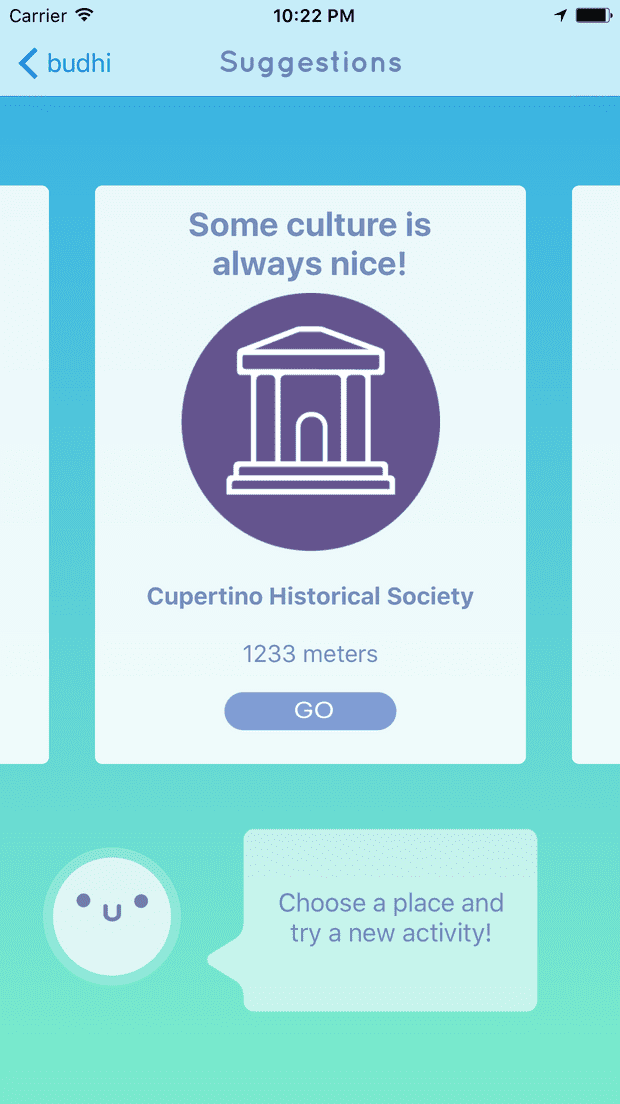 Carrier 10:22 PM
budhi Suggestions
Some culture is
always nice!
Cupertino Historical Society
1233 meters
GO
Choose a place and
try a new activity!